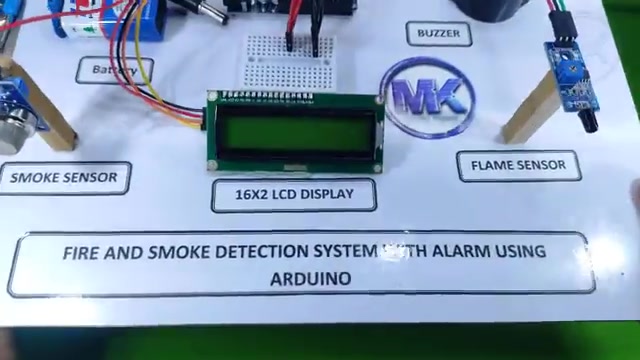 BUZZER
Battery
MK
SMOKE SENSOR
16X2 LCD DISPLAY
FLAME SENSOR
FIRE AND SMOKE DETECTION SYSTEM WITH ALARM USING
ARDUINO